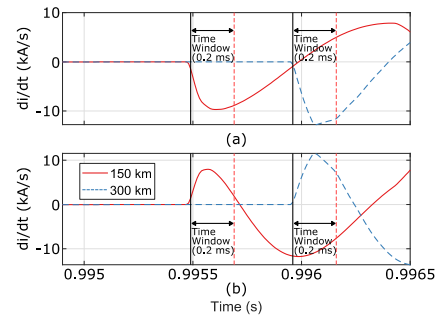 di/dt (kA/s)
10
0
-10
Time
Window
(0.2 ms)
Time
Window
(0.2 ms)
(a)
di/dt (kA/s)
10
0
-10
150 km
300 km
Time
Window
(0.2 ms)
Time
Window
(0.2 ms)
0.995
0.9955
0.996
0.9965
(b)
Time (s)